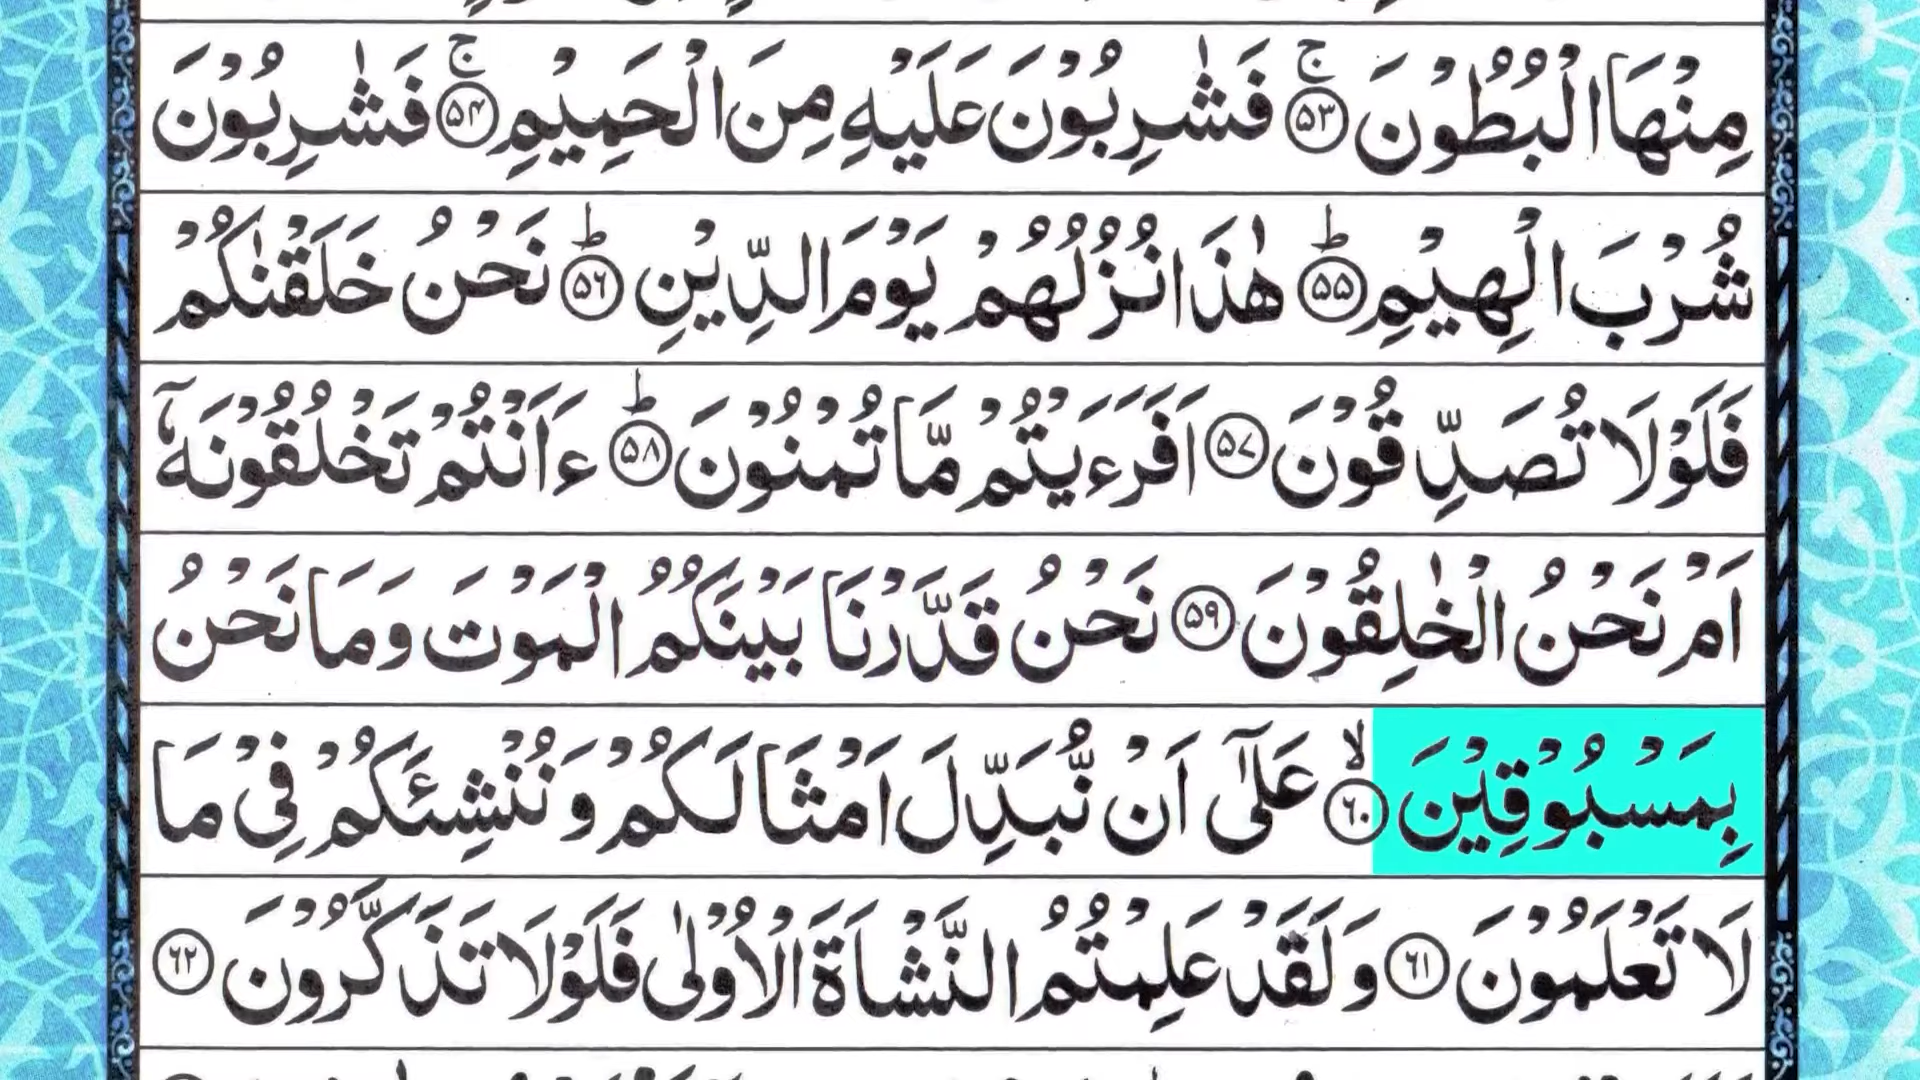 مِنْهَا الْبُطُوْنَ ۚ﴿۵۳﴾ فَشٰرِبُوْنَ عَلَيْهِ مِنَ الْحَمِيْمِ ۚ﴿۵۴﴾ فَشٰرِبُوْنَ
شُرْبَ الْهِيْمِ ؕ﴿۵۵﴾ هٰذَا نُزُلُهُمْ يَوْمَ الدِّيْنِ ؕ﴿۵۶﴾ نَحْنُ خَلَقْنٰكُمْ
فَلَوْلَا تُصَدِّقُوْنَ ﴿۵۷﴾ اَفَرَءَيْتُمْ مَّا تُمْنُوْنَ ؕ﴿۵۸﴾ ءَاَنْتُمْ تَخْلُقُوْنَهٗۤ
اَمْ نَحْنُ الْخٰلِقُوْنَ ﴿۵۹﴾ نَحْنُ قَدَّرْنَا بَيْنَكُمُ الْمَوْتَ وَمَا نَحْنُ
بِمَسْبُوْقِيْنَ ۙ﴿۶۰﴾ عَلٰۤى اَنْ نُّبَدِّلَ اَمْثَالَكُمْ وَنُنْشِئَكُمْ فِيْ مَا
لَا تَعْلَمُوْنَ ﴿۶۱﴾ وَلَقَدْ عَلِمْتُمُ النَّشْاَةَ الْاُوْلٰى فَلَوْلَا تَذَكَّرُوْنَ ﴿۶۲﴾